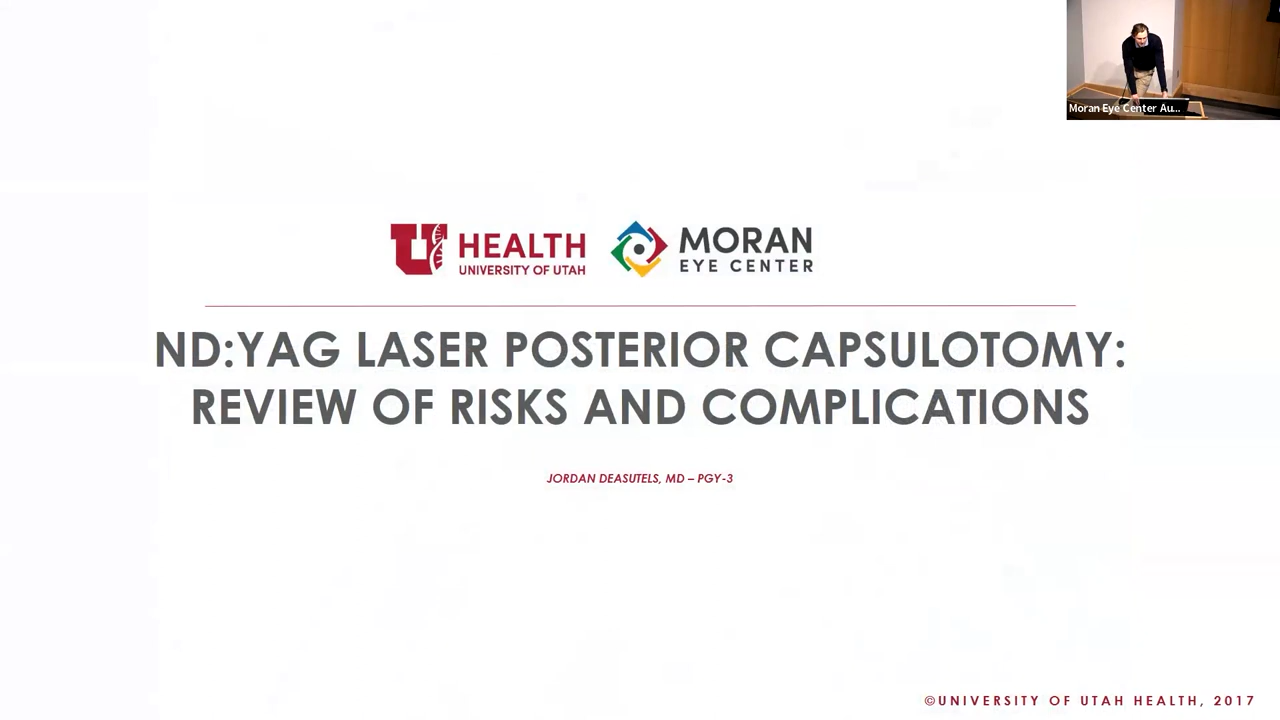 Moran Eye Center Au...
HEALTH
UNIVERSITY OF UTAH
MORAN
EYE CENTER
ND:YAG LASER POSTERIOR CAPSULOTOMY:
REVIEW OF RISKS AND COMPLICATIONS
JORDAN DEASUTELS, MD – PGY-3
©UNIVERSITY OF UTAH HEALTH, 2017